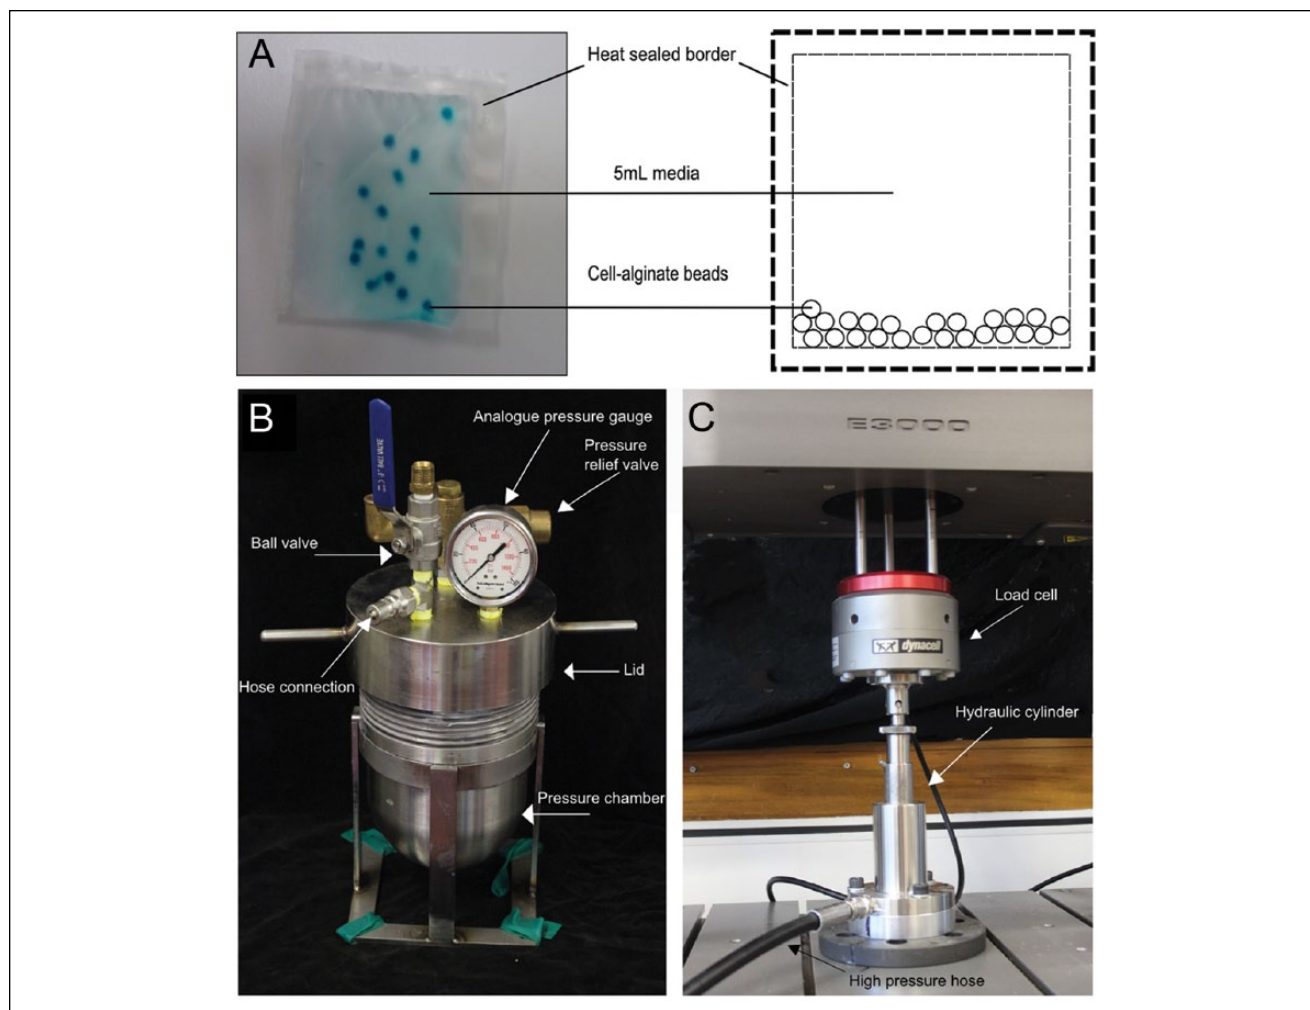 A
Heat sealed border
5mL media
Cell-alginate beads
B
Analogue pressure gauge
Pressure
relief valve
Ball valve
Hose connection
Lid
Pressure chamber
C
E3000
Load cell
dynacell
Hydraulic cylinder
High pressure hose